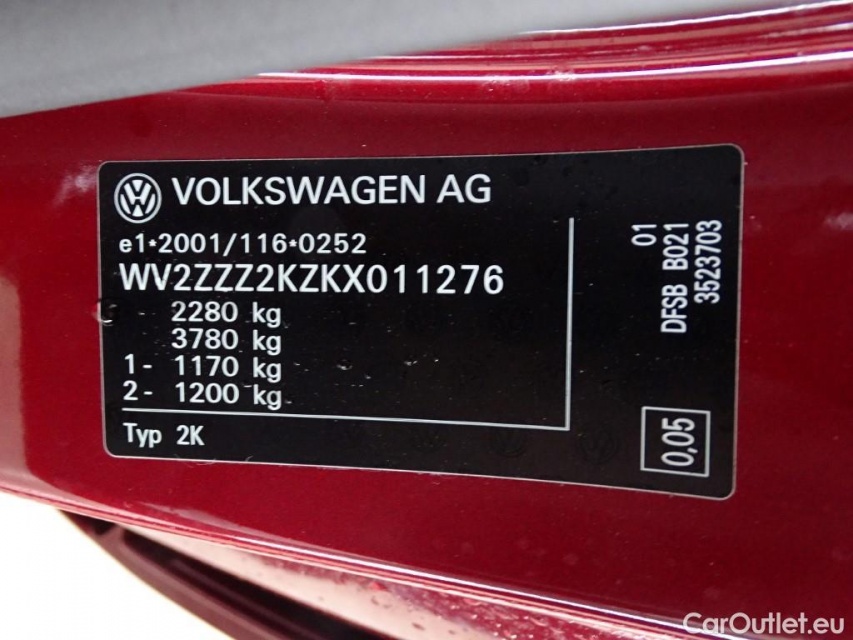 VOLKSWAGEN AG
e1*2001/116*0252
WV2ZZZ2KZKX011276
- 2280 kg
3780 kg
1- 1170 kg
2- 1200 kg
Typ 2K
01
DFSB B021
3523703
0,05
CarOutlet.eu